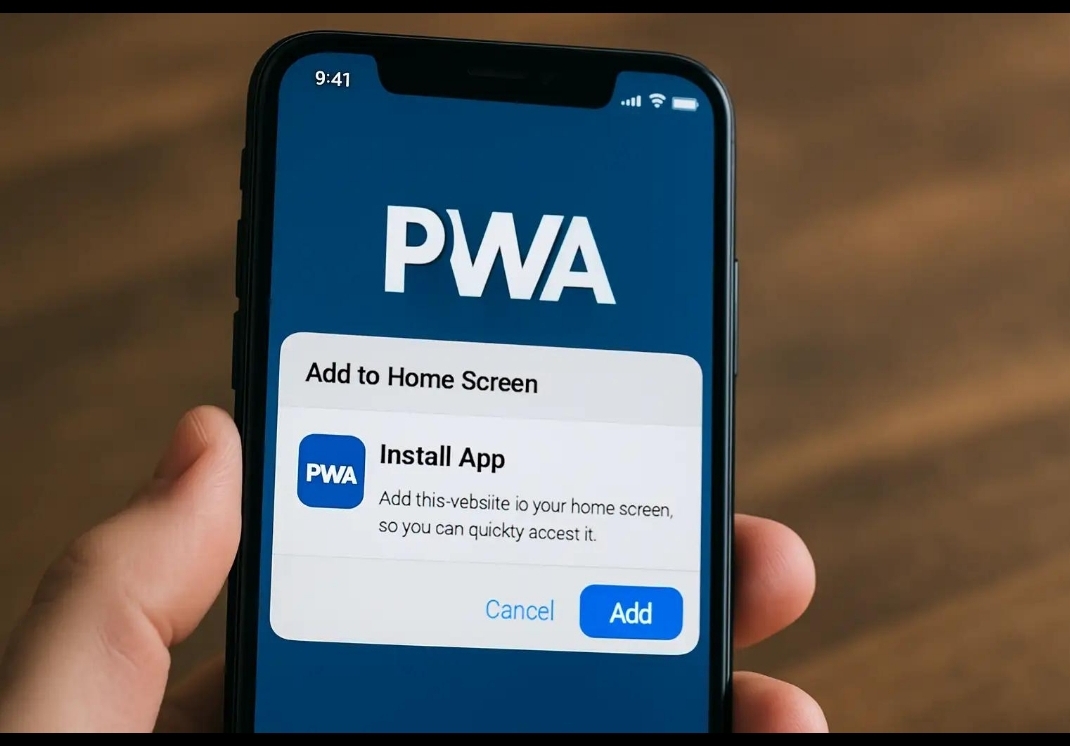 9:41
PWA
Add to Home Screen
PWA
Install App
Add this-vebsiite io your home screen,
so you can quickty accest it.
Cancel
Add